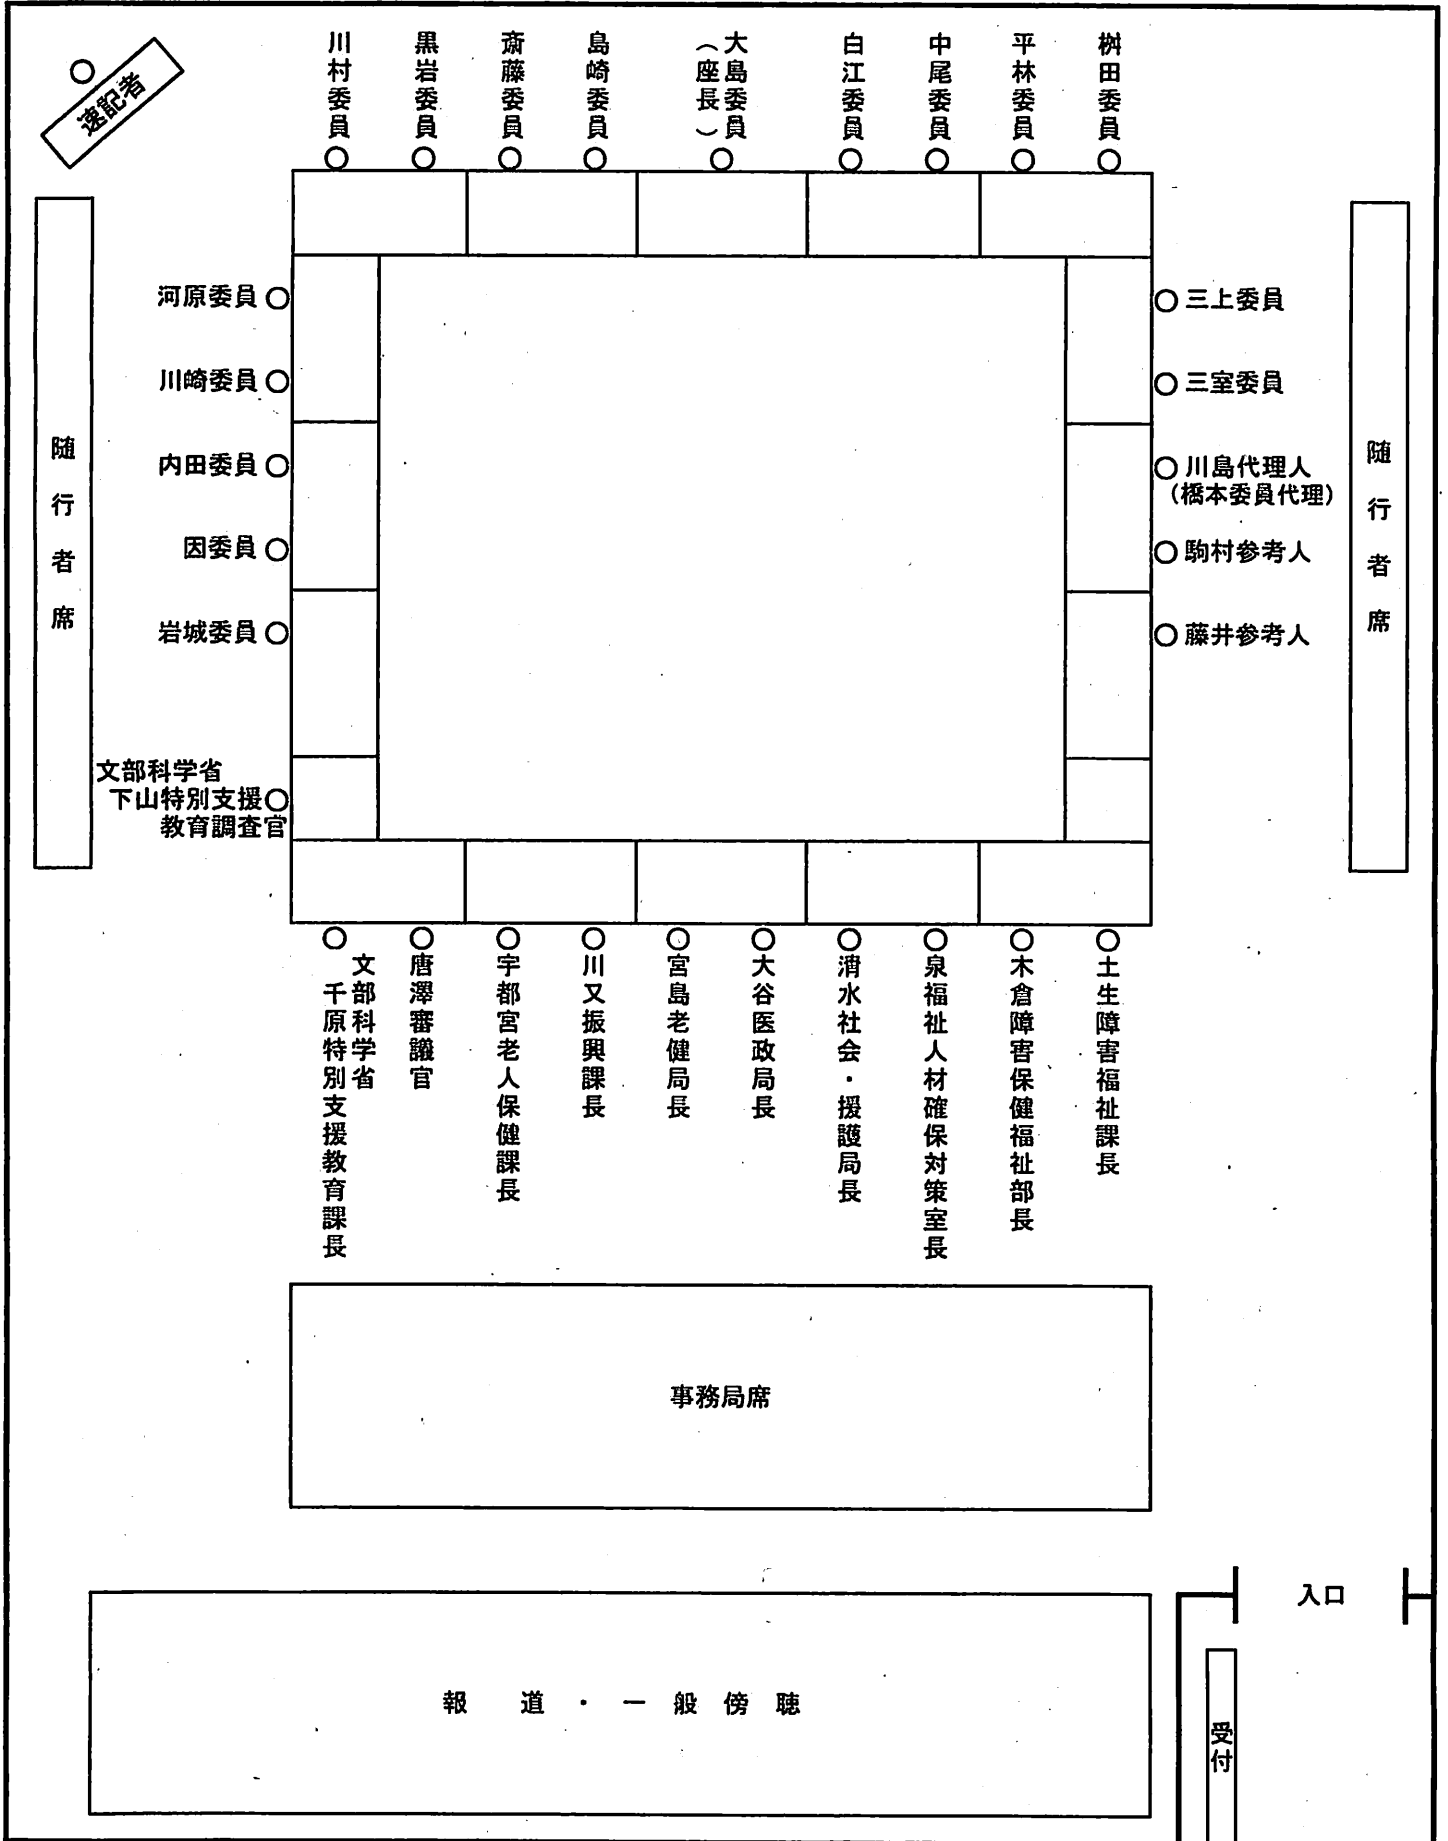 速記者
川村委員
黒岩委員
斎藤委員
島崎委員
大島委員
（座長）
白江委員
中尾委員
平林委員
桝田委員
随行者席
河原委員
川崎委員
内田委員
因委員
岩城委員
文部科学省
下山特別支援
教育調査官
三上委員
三室委員
川島代理人
（橋本委員代理）
駒村参考人
藤井参考人
随行者席
文部科学省
千原特別支援教育課長
唐澤審議官
宇都宮老人保健課長
川又振興課長
宮島老健局長
大谷医政局長
清水社会・援護局長
泉福祉人材確保対策室長
木倉障害保健福祉部長
土生障害福祉課長
事務局席
報道・一般傍聴
入口
受付